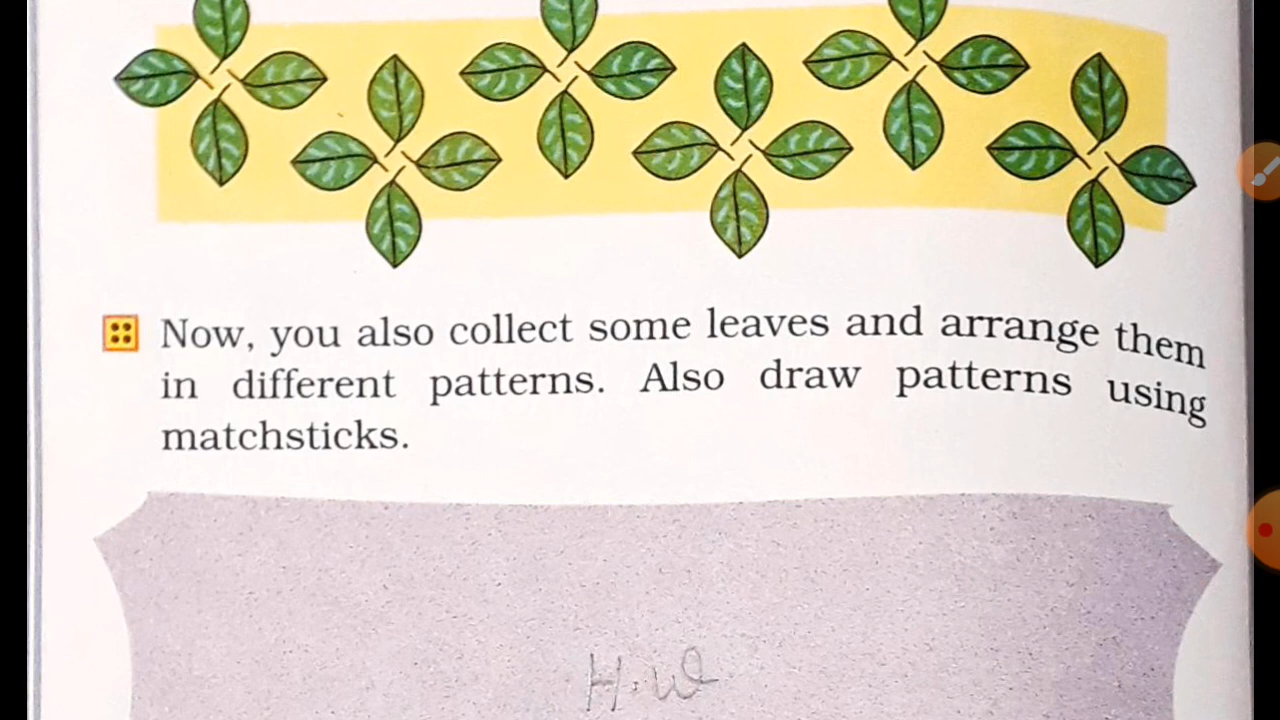 Now, you also collect some leaves and arrange them
in different patterns. Also draw patterns using
matchsticks.
H.W